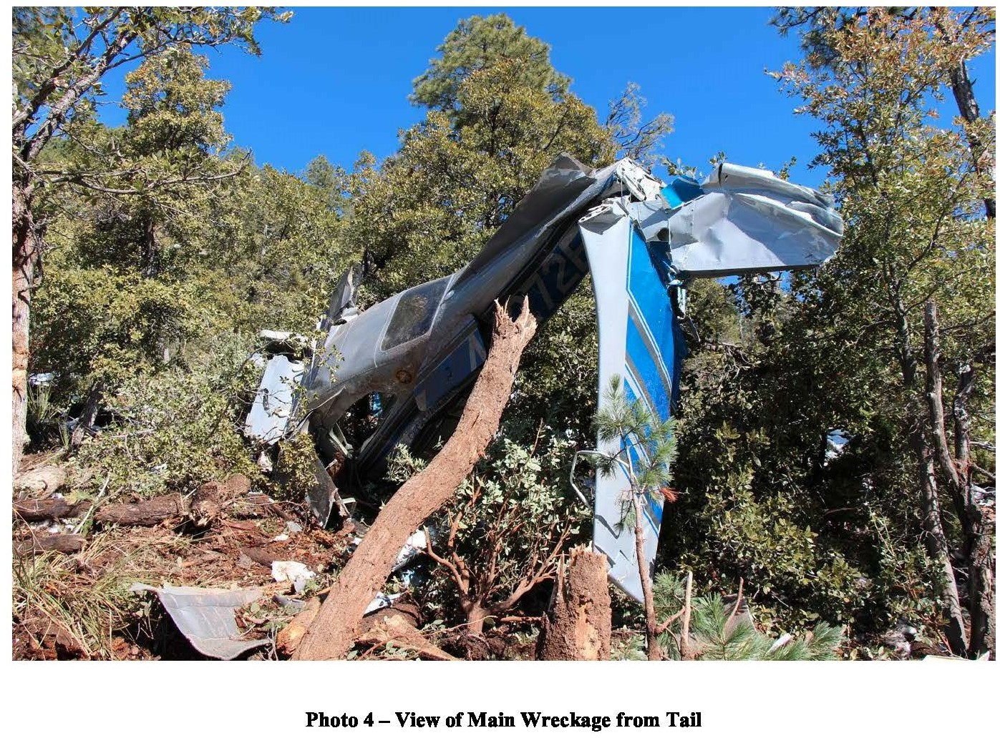 Photo 4 – View of Main Wreckage from Tail